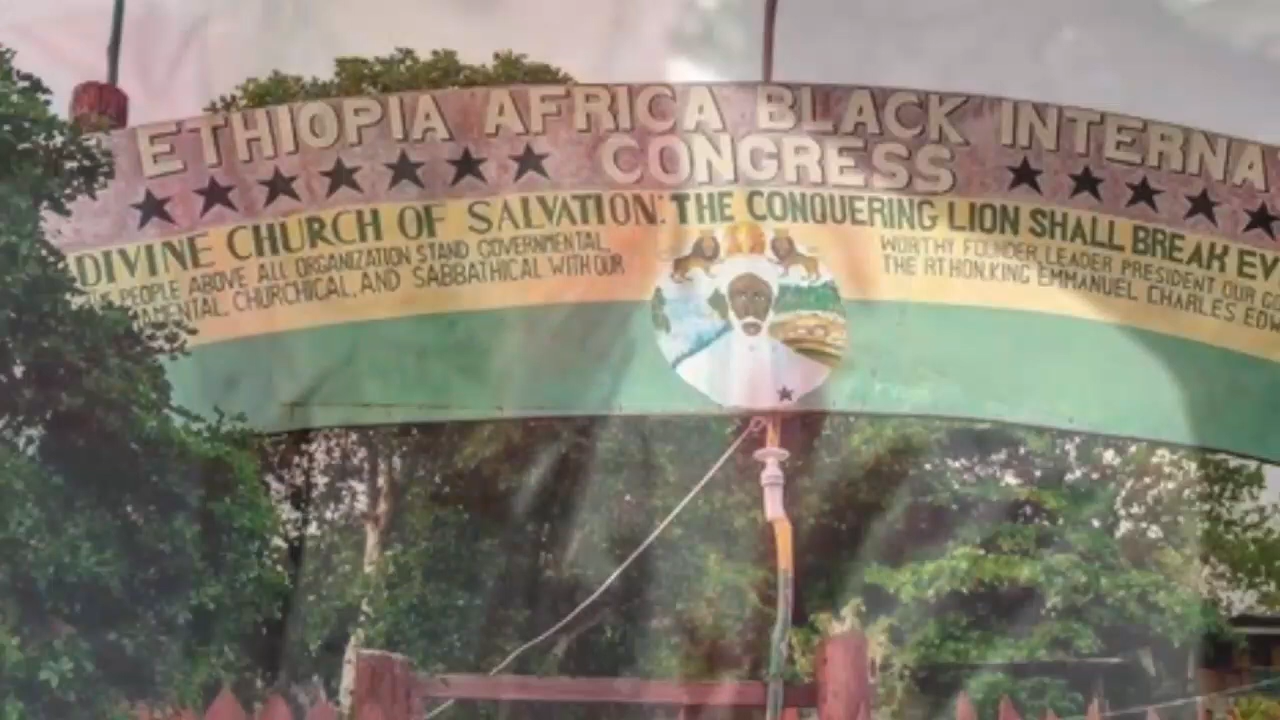 ETHIOPIA AFRICA BLACK INTERNA
CONGRESS
DIVINE CHURCH OF SALVATION: THE CONQUERING LION SHALL BREAK EV
PEOPLE ABOVE ALL ORGANIZATION STAND GOVERNMENTAL,
AMENTAL, CHURCHICAL, AND SABBATHICAL WITH OUR
WORTHY FOUNDER, LEADER PRESIDENT OUR
THE RT HON KING EMMANUEL CHARLES EDW